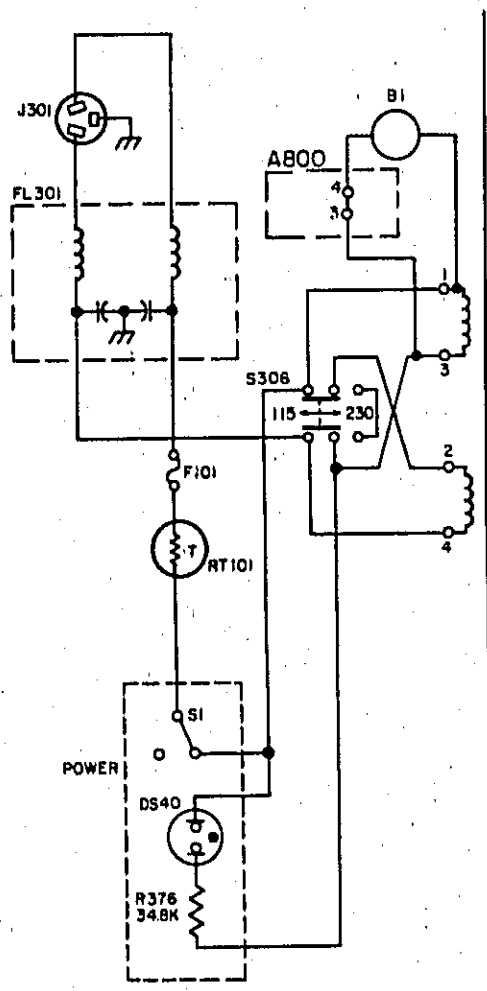 J301
B1
A800
FL301
4
3
1
3
S306
115
230
2
F101
4
T
RT101
S1
POWER
DS40
R376
34.8K